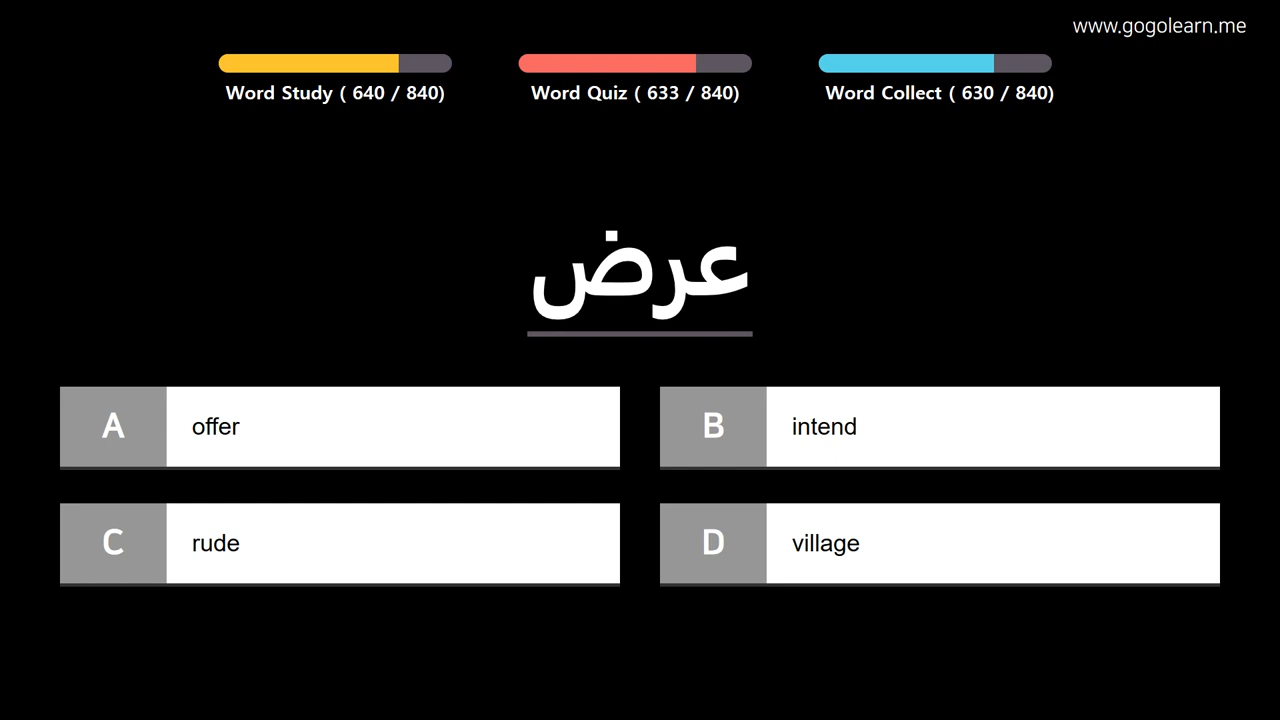 www.gogolearn.me
Word Study ( 640 / 840)
Word Quiz ( 633 / 840)
Word Collect ( 630 / 840)
عرض
A offer
B intend
C rude
D village